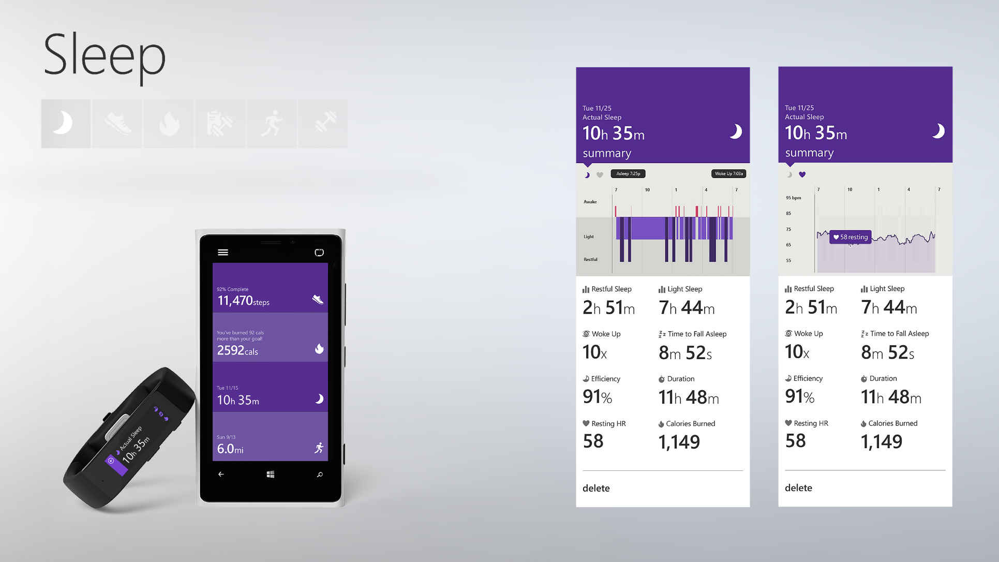 Sleep
92% Complete
11,470steps
You've burned 92 cals
more than your goal!
2592cals
Tue 11/15
10h 35m
Sun 9/13
6.0mi
Actual Sleep
10h 35m
Tue 11/25
Actual Sleep
10h 35m
summary
Asleep 7:25p
Woke Up 7:03a
7 10 1 4 7
Awake
Light
Restful
Restful Sleep
2h 51m
Light Sleep
7h 44m
Woke Up
10x
Time to Fall Asleep
8m 52s
Efficiency
91%
Duration
11h 48m
Resting HR
58
Calories Burned
1,149
delete
Tue 11/25
Actual Sleep
10h 35m
summary
7 10 1 4 7
95 bpm
85
75
65
55
58 resting
Restful Sleep
2h 51m
Light Sleep
7h 44m
Woke Up
10x
Time to Fall Asleep
8m 52s
Efficiency
91%
Duration
11h 48m
Resting HR
58
Calories Burned
1,149
delete